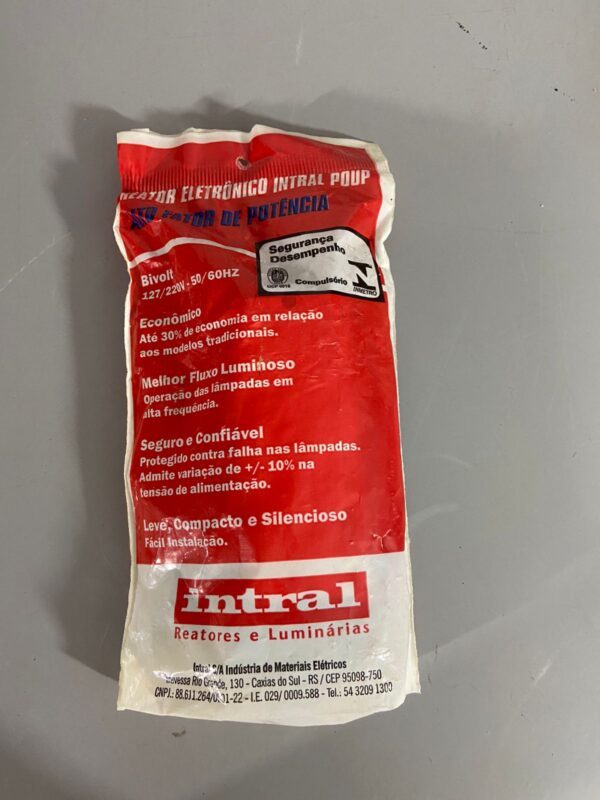 REATOR ELETRÔNICO INTRAL POUP
ALTO FATOR DE POTÊNCIA
Segurança
Desempenho
OCP 0018
Compulsório
INMETRO
Bivolt
127/220V - 50/60HZ
Econômico
Até 30% de economia em relação
aos modelos tradicionais.
Melhor Fluxo Luminoso
Operação das lâmpadas em
alta frequência.
Seguro e Confiável
Protegido contra falha nas lâmpadas.
Admite variação de +/- 10% na
tensão de alimentação.
Leve, Compacto e Silencioso
Fácil Instalação.
intral
Reatores e Luminárias
Intral S/A Indústria de Materiais Elétricos
Travessa Rio Grande, 130 - Caxias do Sul - RS / CEP 95098-750
CNPJ.: 88.611.264/0001-22 - I.E. 029/ 0009.588 - Tel.: 54 3209 1300